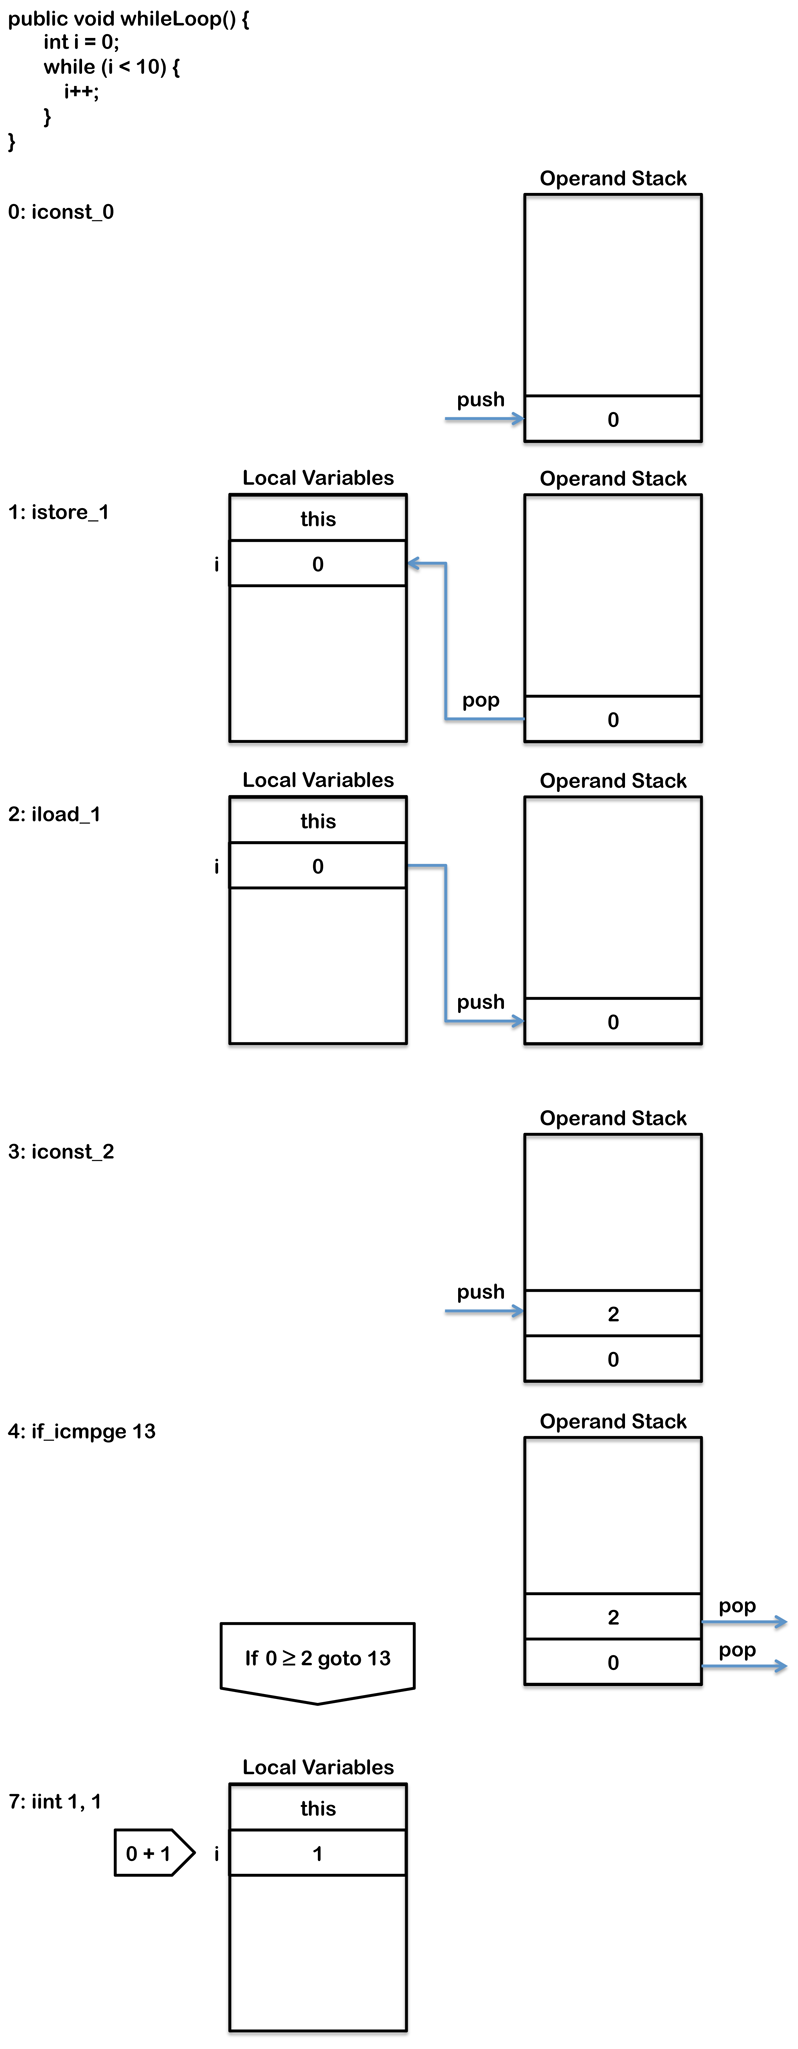 public void whileLoop() {
int i = 0;
while (i < 10) {
i++;
}
}
Operand Stack
0: iconst_0
push
0
Local Variables
Operand Stack
1: istore_1
this
i
0
pop
0
Local Variables
Operand Stack
2: iload_1
this
i
0
push
0
Operand Stack
3: iconst_2
push
2
0
Operand Stack
4: if_icmpge 13
pop
2
pop
0
If 0 ≥ 2 goto 13
Local Variables
7: iint 1, 1
this
0 + 1
i
1